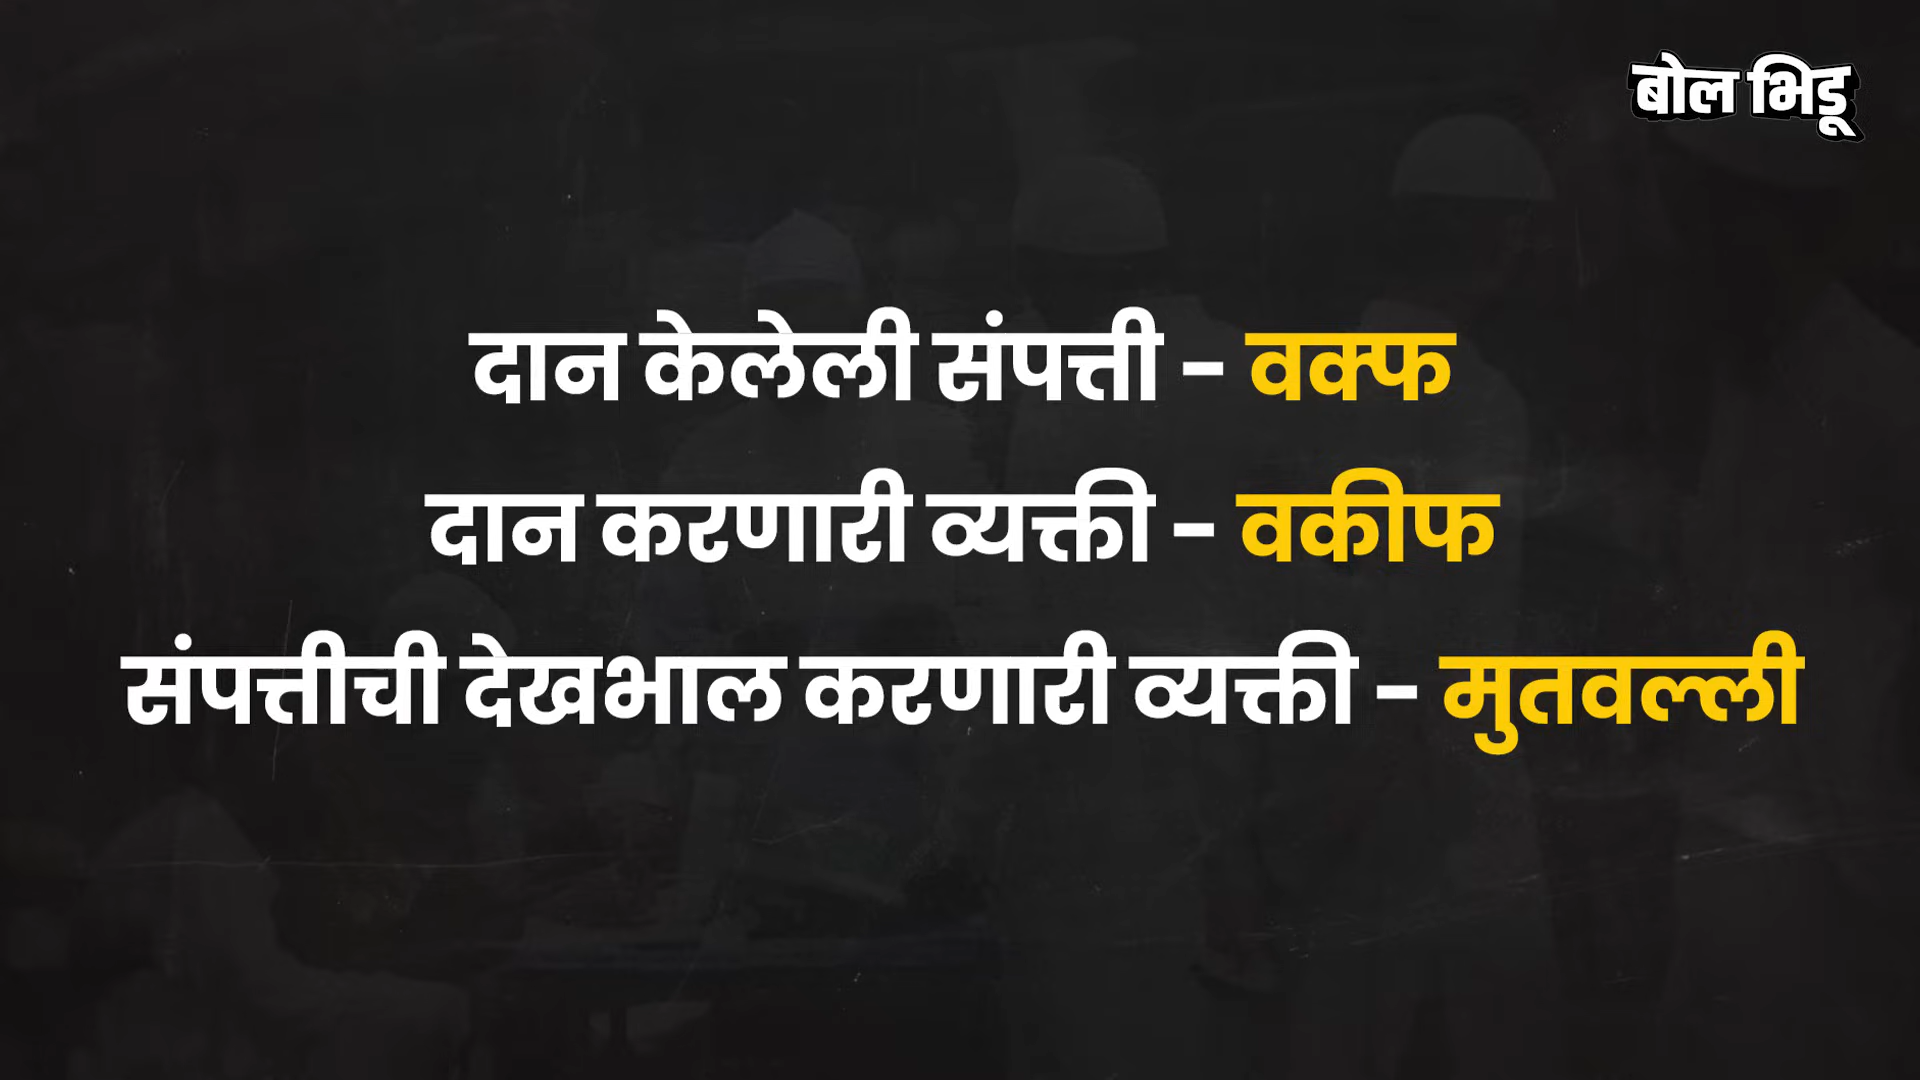 बोल भिडू
दान केलेली संपत्ती - वक्फ
दान करणारी व्यक्ती - वकीफ
संपत्तीची देखभाल करणारी व्यक्ती - मुतवल्ली